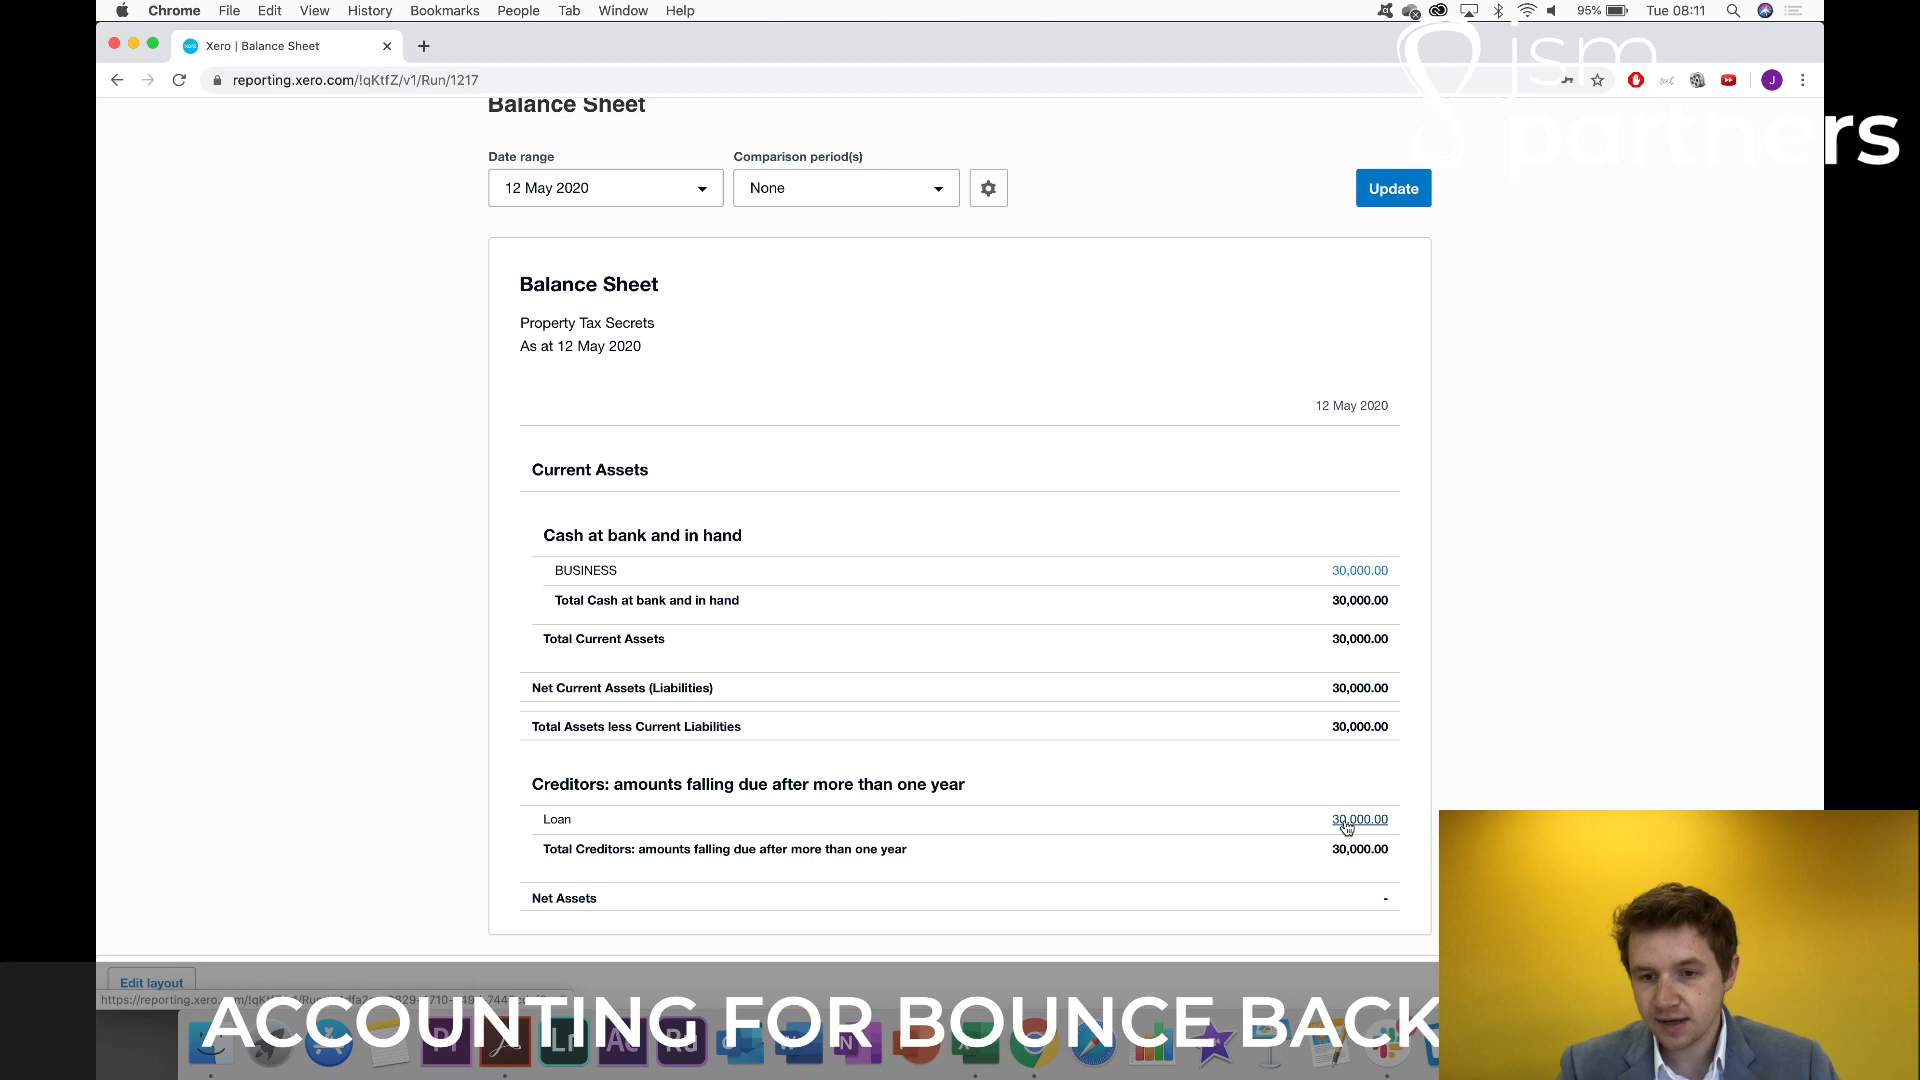 Chrome File Edit View History Bookmarks People Tab Window Help
95% Tue 08:11
Xero | Balance Sheet
reporting.xero.com/!qKtfZ/v1/Run/1217
J
jsm
partners
Balance Sheet
Date range
Comparison period(s)
12 May 2020
None
Update
Balance Sheet
Property Tax Secrets
As at 12 May 2020
12 May 2020
Current Assets
Cash at bank and in hand
BUSINESS 30,000.00
Total Cash at bank and in hand 30,000.00
Total Current Assets 30,000.00
Net Current Assets (Liabilities) 30,000.00
Total Assets less Current Liabilities 30,000.00
Creditors: amounts falling due after more than one year
Loan 30,000.00
Total Creditors: amounts falling due after more than one year 30,000.00
Net Assets -
Edit layout
ACCOUNTING FOR BOUNCE BACK